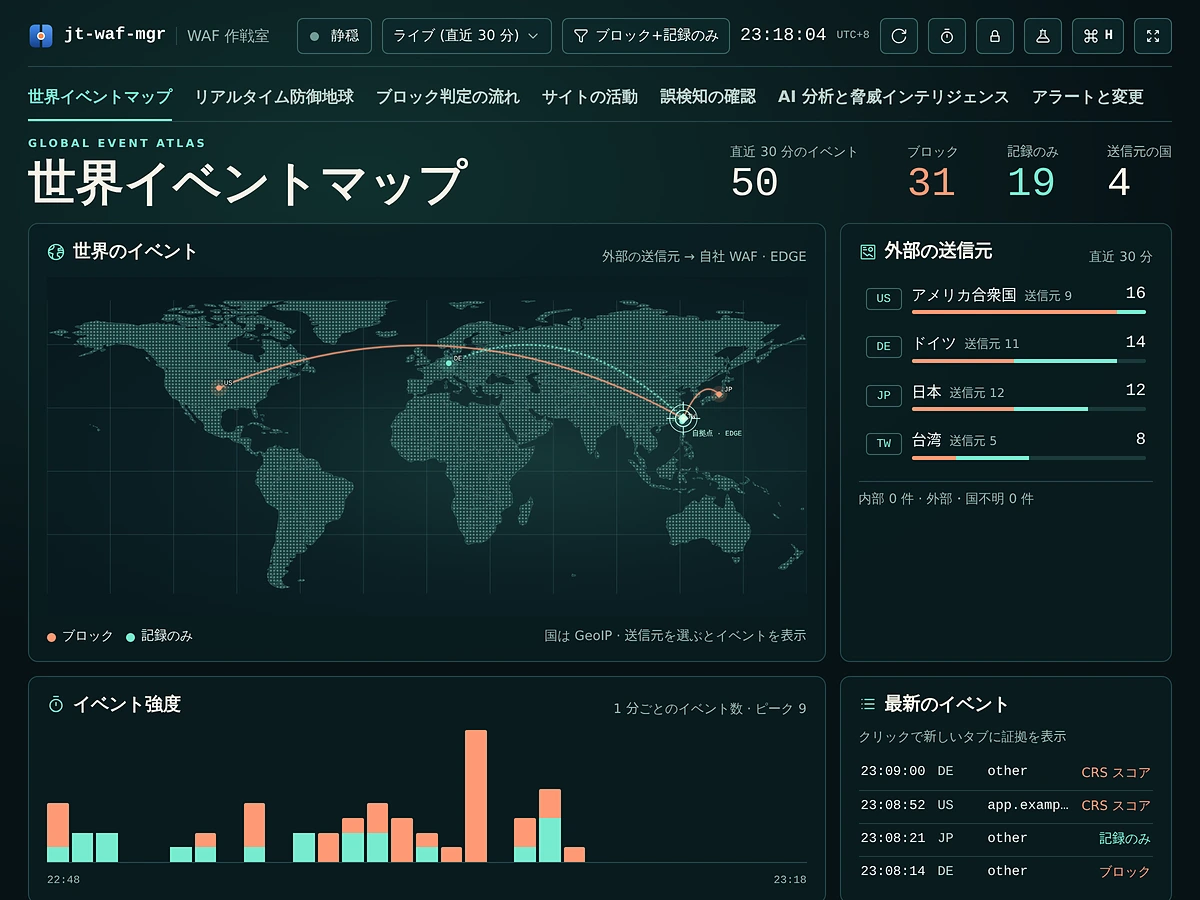 jt-waf-mgr WAF 作戦室 静穏 ライブ (直近 30 分) ブロック+記録のみ 23:18:04 UTC+8 ⌘ H
世界イベントマップ リアルタイム防御地球 ブロック判定の流れ サイトの活動 誤検知の確認 AI 分析と脅威インテリジェンス アラートと変更
GLOBAL EVENT ATLAS
世界イベントマップ
直近 30 分のイベント ブロック 記録のみ 送信元の国
50 31 19 4
世界のイベント
外部の送信元 → 自社 WAF · EDGE
US
DE
JP
自拠点 · EDGE
ブロック 記録のみ
国は GeoIP · 送信元を選ぶとイベントを表示
外部の送信元 直近 30 分
US アメリカ合衆国 送信元 9 16
DE ドイツ 送信元 11 14
JP 日本 送信元 12 12
TW 台湾 送信元 5 8
内部 0 件 · 外部・国不明 0 件
イベント強度
1 分ごとのイベント数 · ピーク 9
22:48 23:18
最新のイベント
クリックで新しいタブに証拠を表示
23:09:00 DE other CRS スコア
23:08:52 US app.examp… CRS スコア
23:08:21 JP other 記録のみ
23:08:14 DE other ブロック